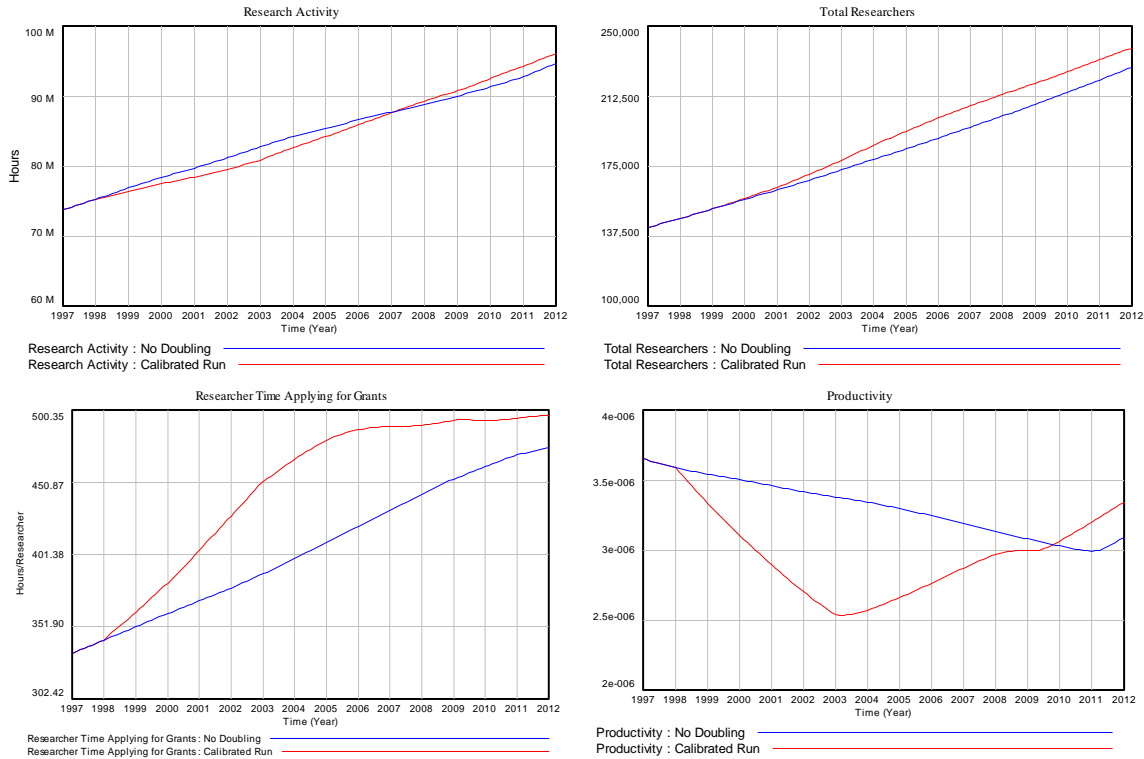 Research Activity
100 M
90 M
80 M
70 M
60 M
Hours
1997 1998 1999 2000 2001 2002 2003 2004 2005 2006 2007 2008 2009 2010 2011 2012
Time (Year)
Research Activity : No Doubling
Research Activity : Calibrated Run
Total Researchers
250,000
212,500
175,000
137,500
100,000
1997 1998 1999 2000 2001 2002 2003 2004 2005 2006 2007 2008 2009 2010 2011 2012
Time (Year)
Total Researchers : No Doubling
Total Researchers : Calibrated Run
Researcher Time Applying for Grants
500.35
450.87
401.38
351.90
302.42
Hours/Researcher
1997 1998 1999 2000 2001 2002 2003 2004 2005 2006 2007 2008 2009 2010 2011 2012
Time (Year)
Researcher Time Applying for Grants : No Doubling
Researcher Time Applying for Grants : Calibrated Run
Productivity
4e-006
3.5e-006
3e-006
2.5e-006
2e-006
1997 1998 1999 2000 2001 2002 2003 2004 2005 2006 2007 2008 2009 2010 2011 2012
Time (Year)
Productivity : No Doubling
Productivity : Calibrated Run